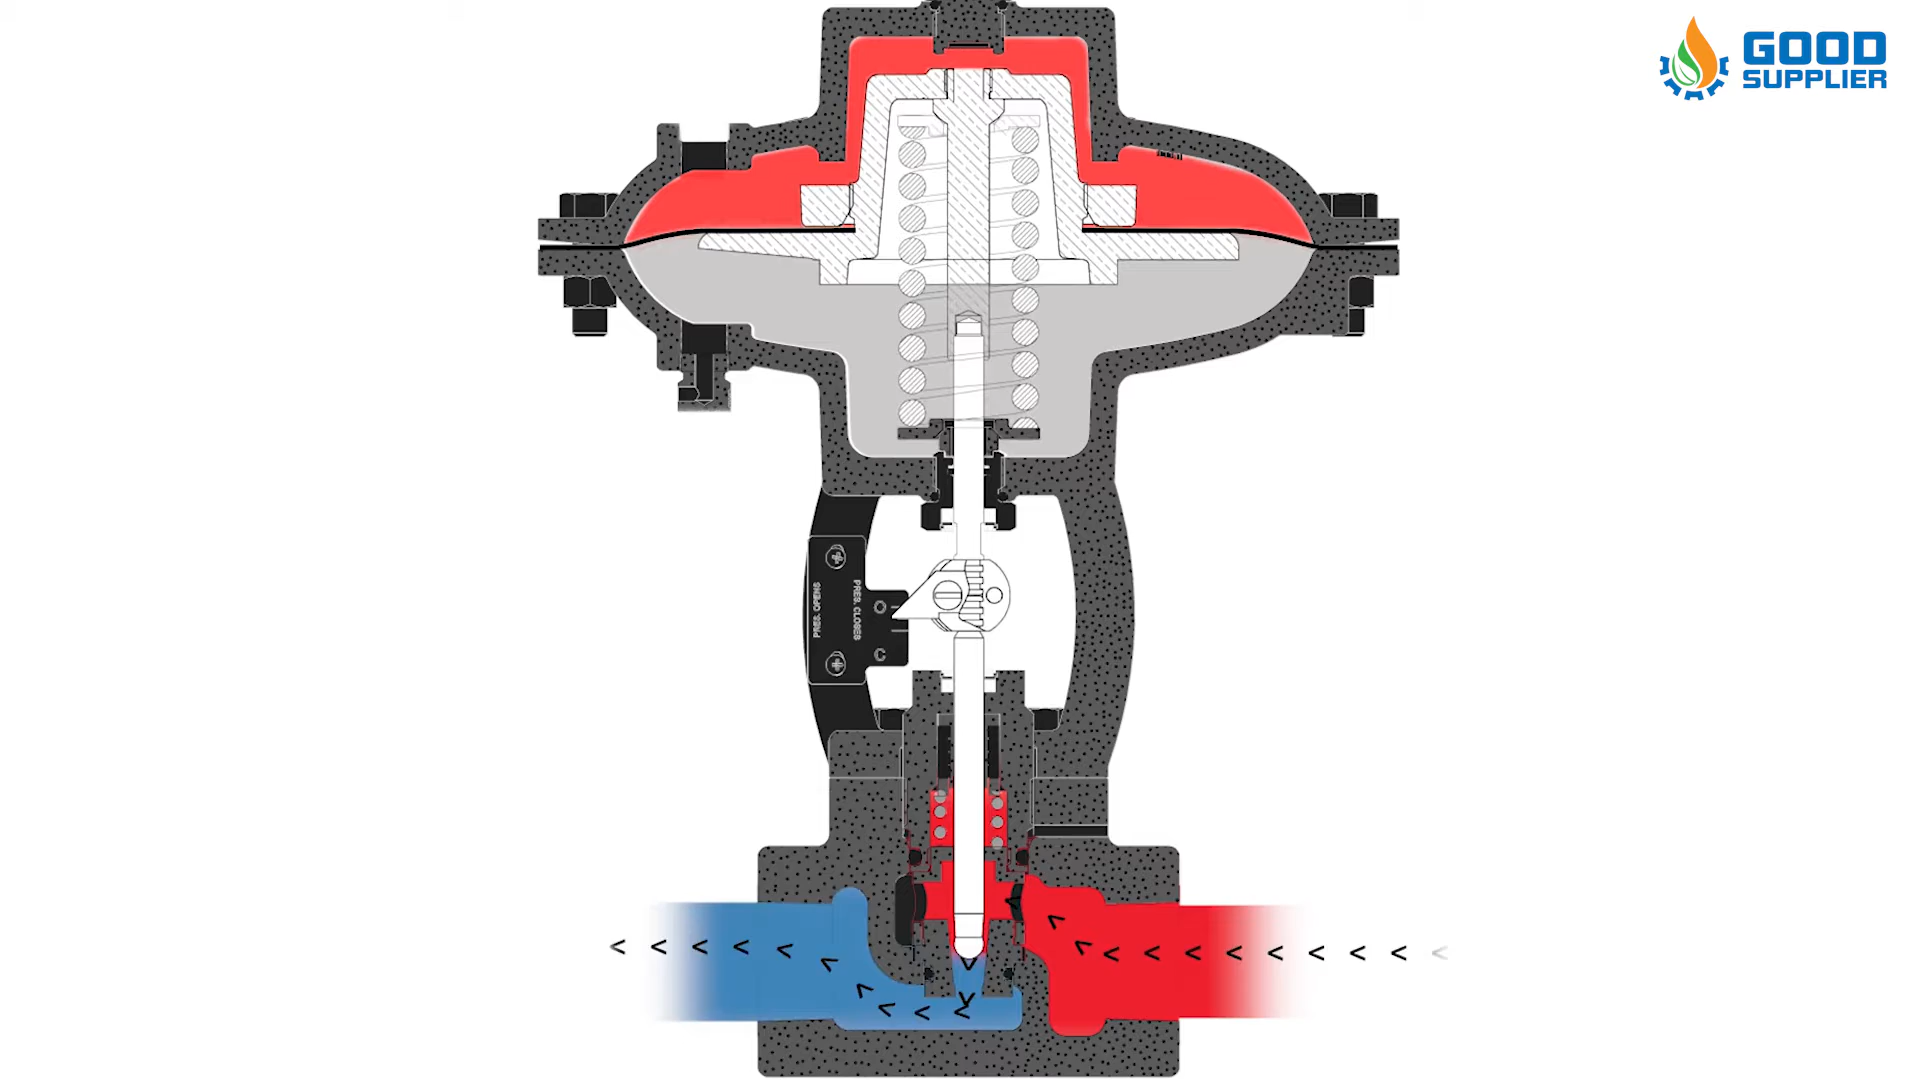 GOOD
SUPPLIER
PRES. OPENS
PRES. CLOSES
O
C